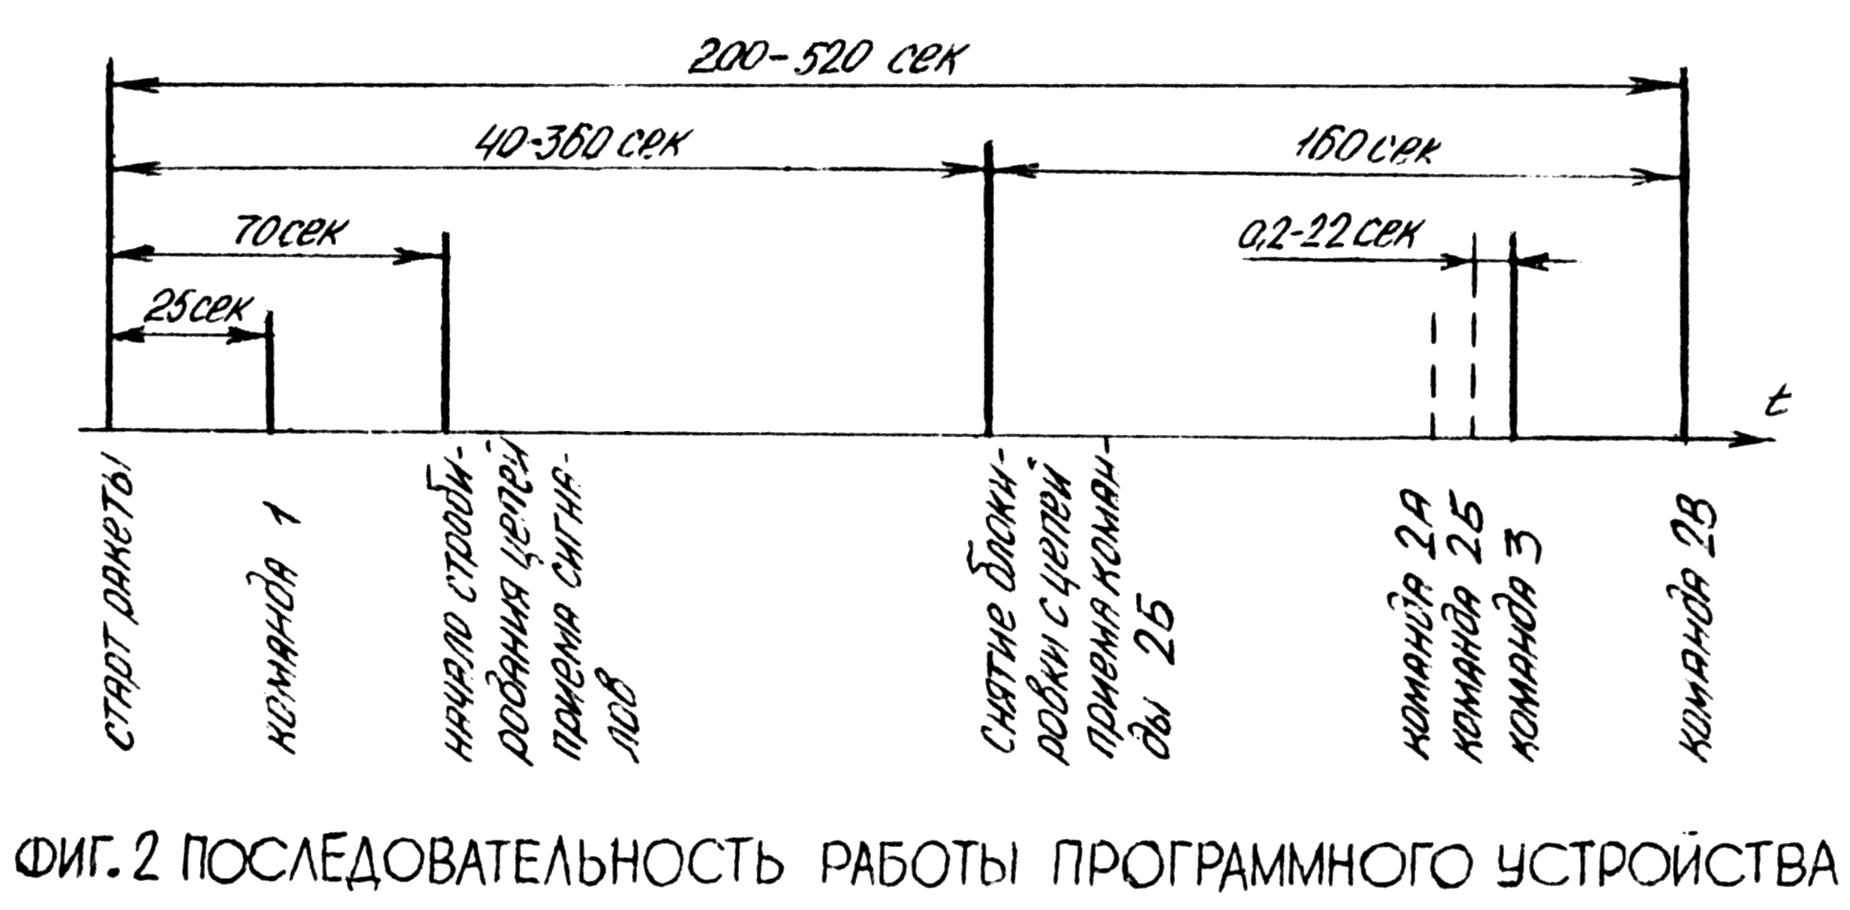 200-520 сек
40-360 сек
160 сек
70 сек
0,2-22 сек
25 сек
t
старт ракеты
команда 1
начало строби-
рования цепей
приема сигна-
лов
Снятие блоки-
ровки с цепей
приема коман-
ды 2Б
команда 2А
команда 2Б
команда 3
команда 2В
ФИГ. 2 ПОСЛЕДОВАТЕЛЬНОСТЬ РАБОТЫ ПРОГРАММНОГО УСТРОЙСТВА